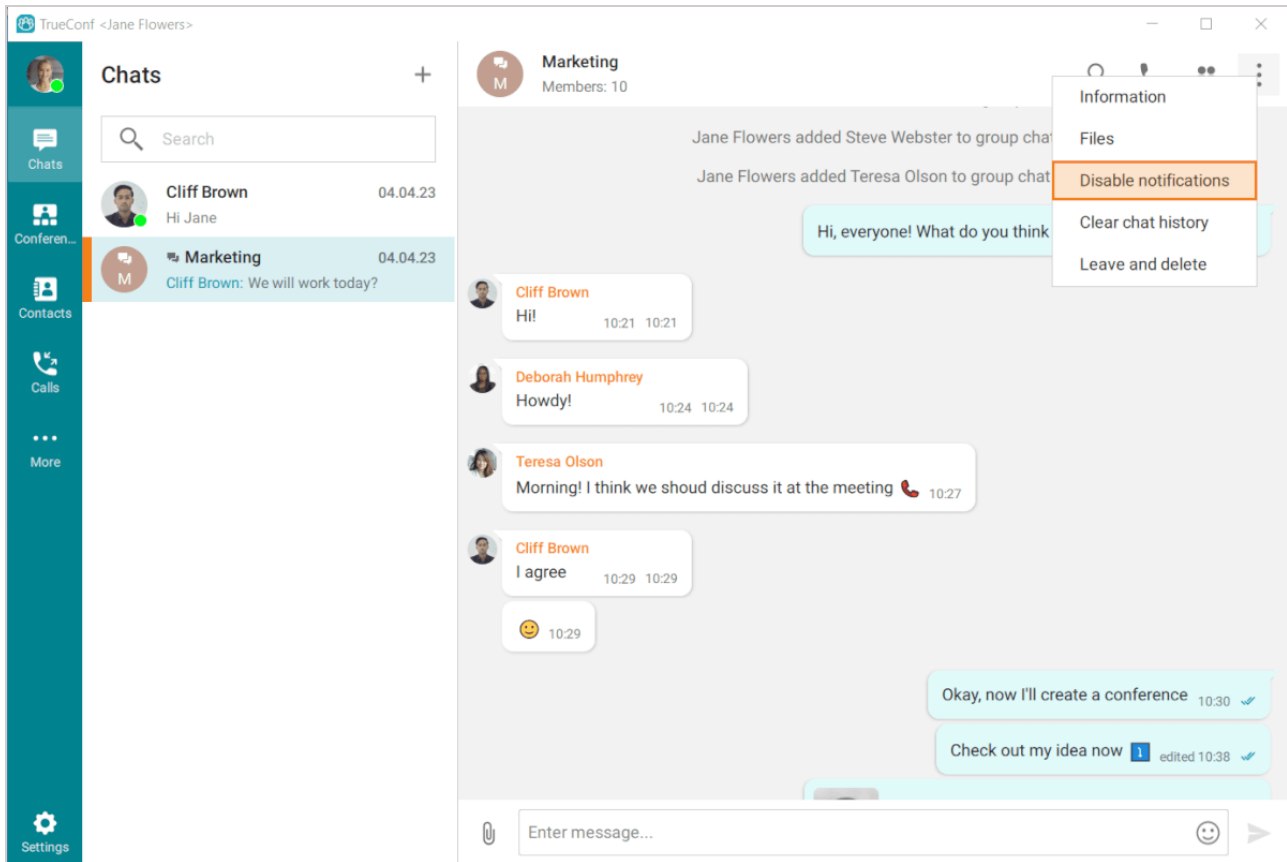 TrueConf <Jane Flowers>
Chats
Search
Cliff Brown 04.04.23
Hi Jane
M
Marketing 04.04.23
Cliff Brown: We will work today?
Chats
Conferen...
Contacts
Calls
More
Settings
M
Marketing
Members: 10
Information
Files
Disable notifications
Clear chat history
Leave and delete
Jane Flowers added Steve Webster to group cha
Jane Flowers added Teresa Olson to group chat
Hi, everyone! What do you think
Cliff Brown
Hi! 10:21 10:21
Deborah Humphrey
Howdy! 10:24 10:24
Teresa Olson
Morning! I think we shoud discuss it at the meeting 10:27
Cliff Brown
I agree 10:29 10:29
10:29
Okay, now I'll create a conference 10:30
Check out my idea now 1 edited 10:38
Enter message...